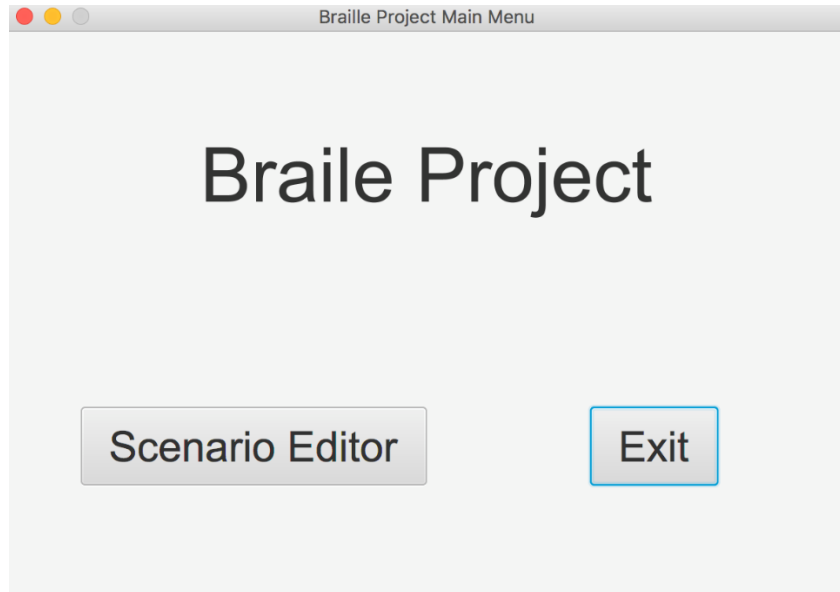 Braille Project Main Menu
Braile Project
Scenario Editor
Exit